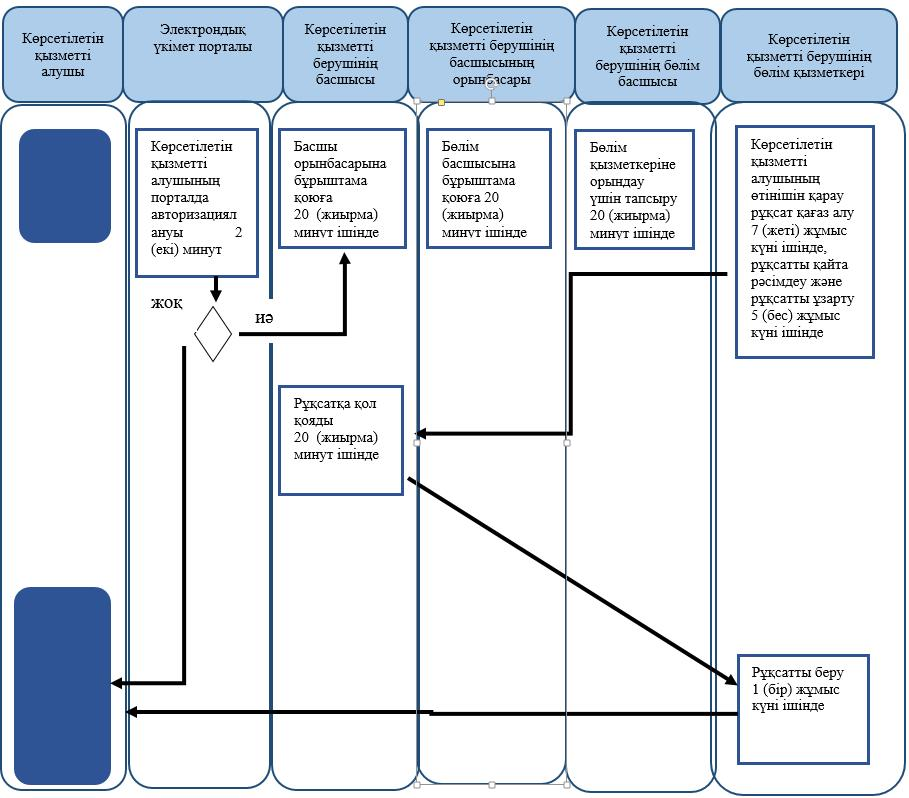 Көрсетілетін
қызметті
алушы
Электрондық
үкімет порталы
Көрсетілетін
қызметті
берушінің
басшысы
Көрсетілетін
қызметті берушінің
басшысының
орынбасары
Көрсетілетін
қызметті
берушінің бөлім
басшысы
Көрсетілетін
қызметті берушінің
бөлім қызметкері
Көрсетілетін
қызметті
алушының
порталда
авторизациял
ануы 2
(екі) минут
Басшы
орынбасарына
бұрыштама
қоюға
20 (жиырма)
минут ішінде
Бөлім
басшысына
бұрыштама
қоюға 20
(жиырма)
минут ішінде
Бөлім
қызметкеріне
орындау
үшін тапсыру
20 (жиырма)
минут ішінде
Көрсетілетін
қызметті
алушының
өтінішін қарау
рұқсат қағаз алу
7 (жеті) жұмыс
күні ішінде,
рұқсатты қайта
рәсімдеу және
рұқсатты ұзарту
5 (бес) жұмыс
күні ішінде
жоқ
иә
Рұқсатқа қол
қояды
20 (жиырма)
минут ішінде
Рұқсатты беру
1 (бір) жұмыс
күні ішінде